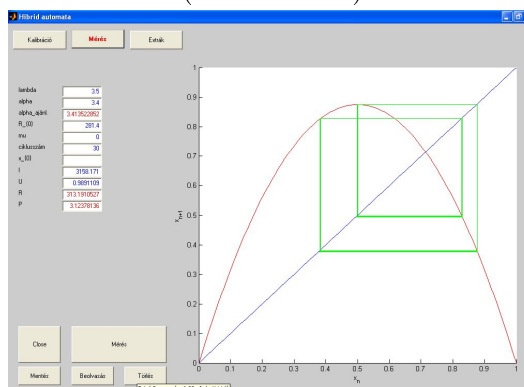 Hibrid automata
Kalibráció Mérés Extrák
lambda 3.5
alpha 3.4
alpha_ajánl. 3.413522852
R_{0} 281.4
mu 0
ciklusszám 30
x_{0}
I 3158.171
U 0.9891109
R 313.1910527
P 3.12378136
Close Mérés
Mentés Beolvasás Törlés
1
0.9
0.8
0.7
0.6
0.5
0.4
0.3
0.2
0.1
0
x_{n+1}
0 0.1 0.2 0.3 0.4 0.5 0.6 0.7 0.8 0.9 1
x_n